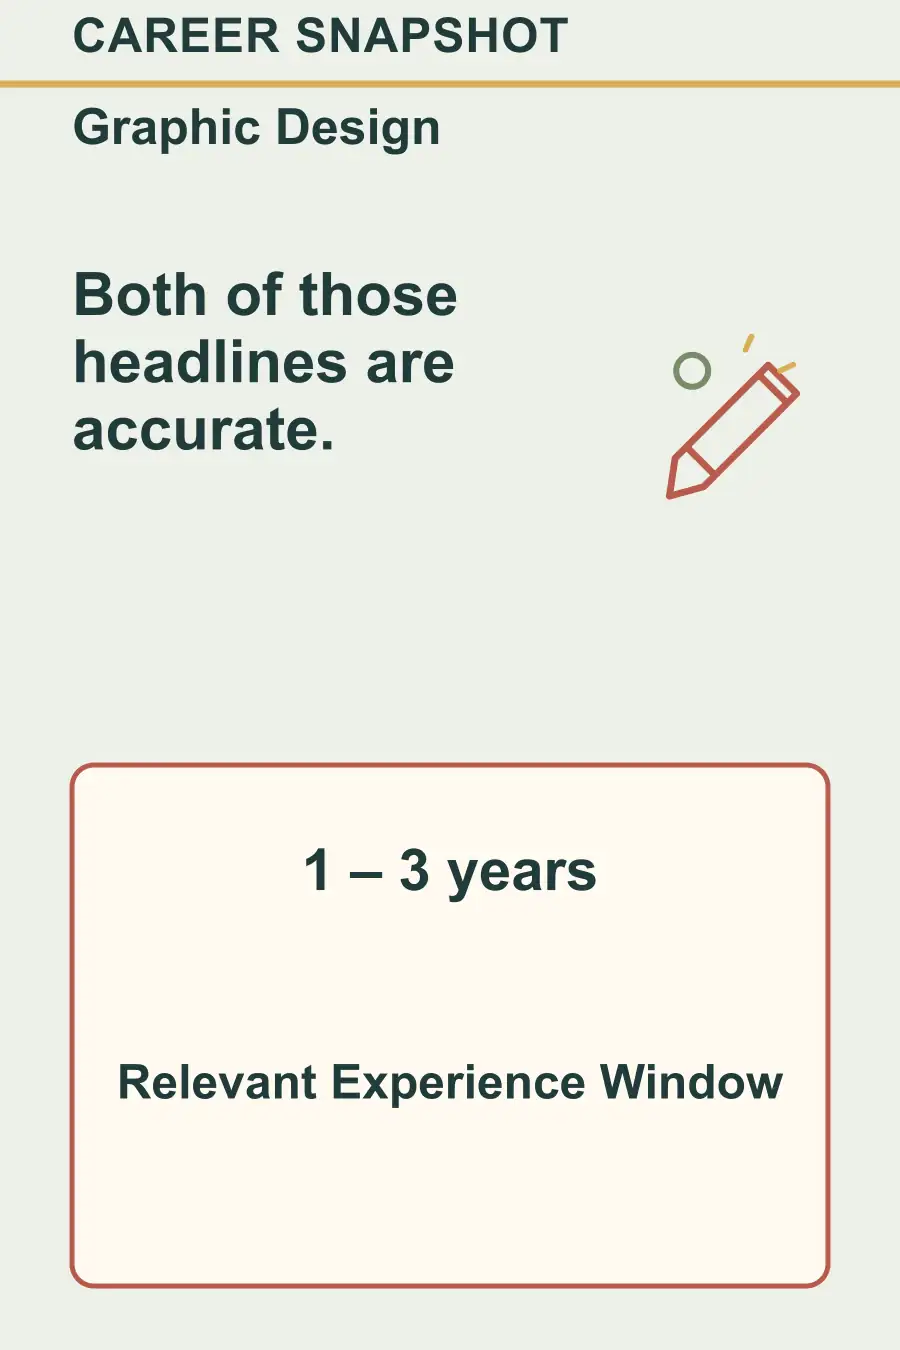 CAREER SNAPSHOT
Graphic Design
Both of those
headlines are
accurate.
1 – 3 years
Relevant Experience Window